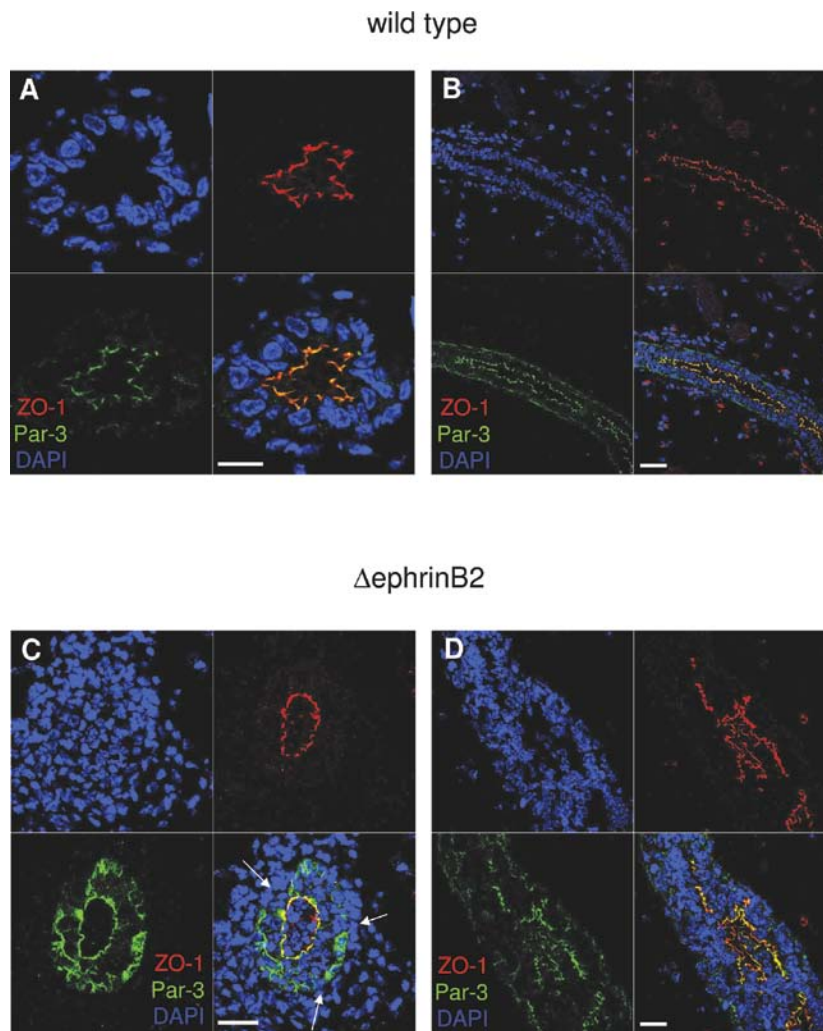 wild type
A
B
ZO-1
Par-3
DAPI
ZO-1
Par-3
DAPI
ΔephrinB2
C
D
ZO-1
Par-3
DAPI
ZO-1
Par-3
DAPI